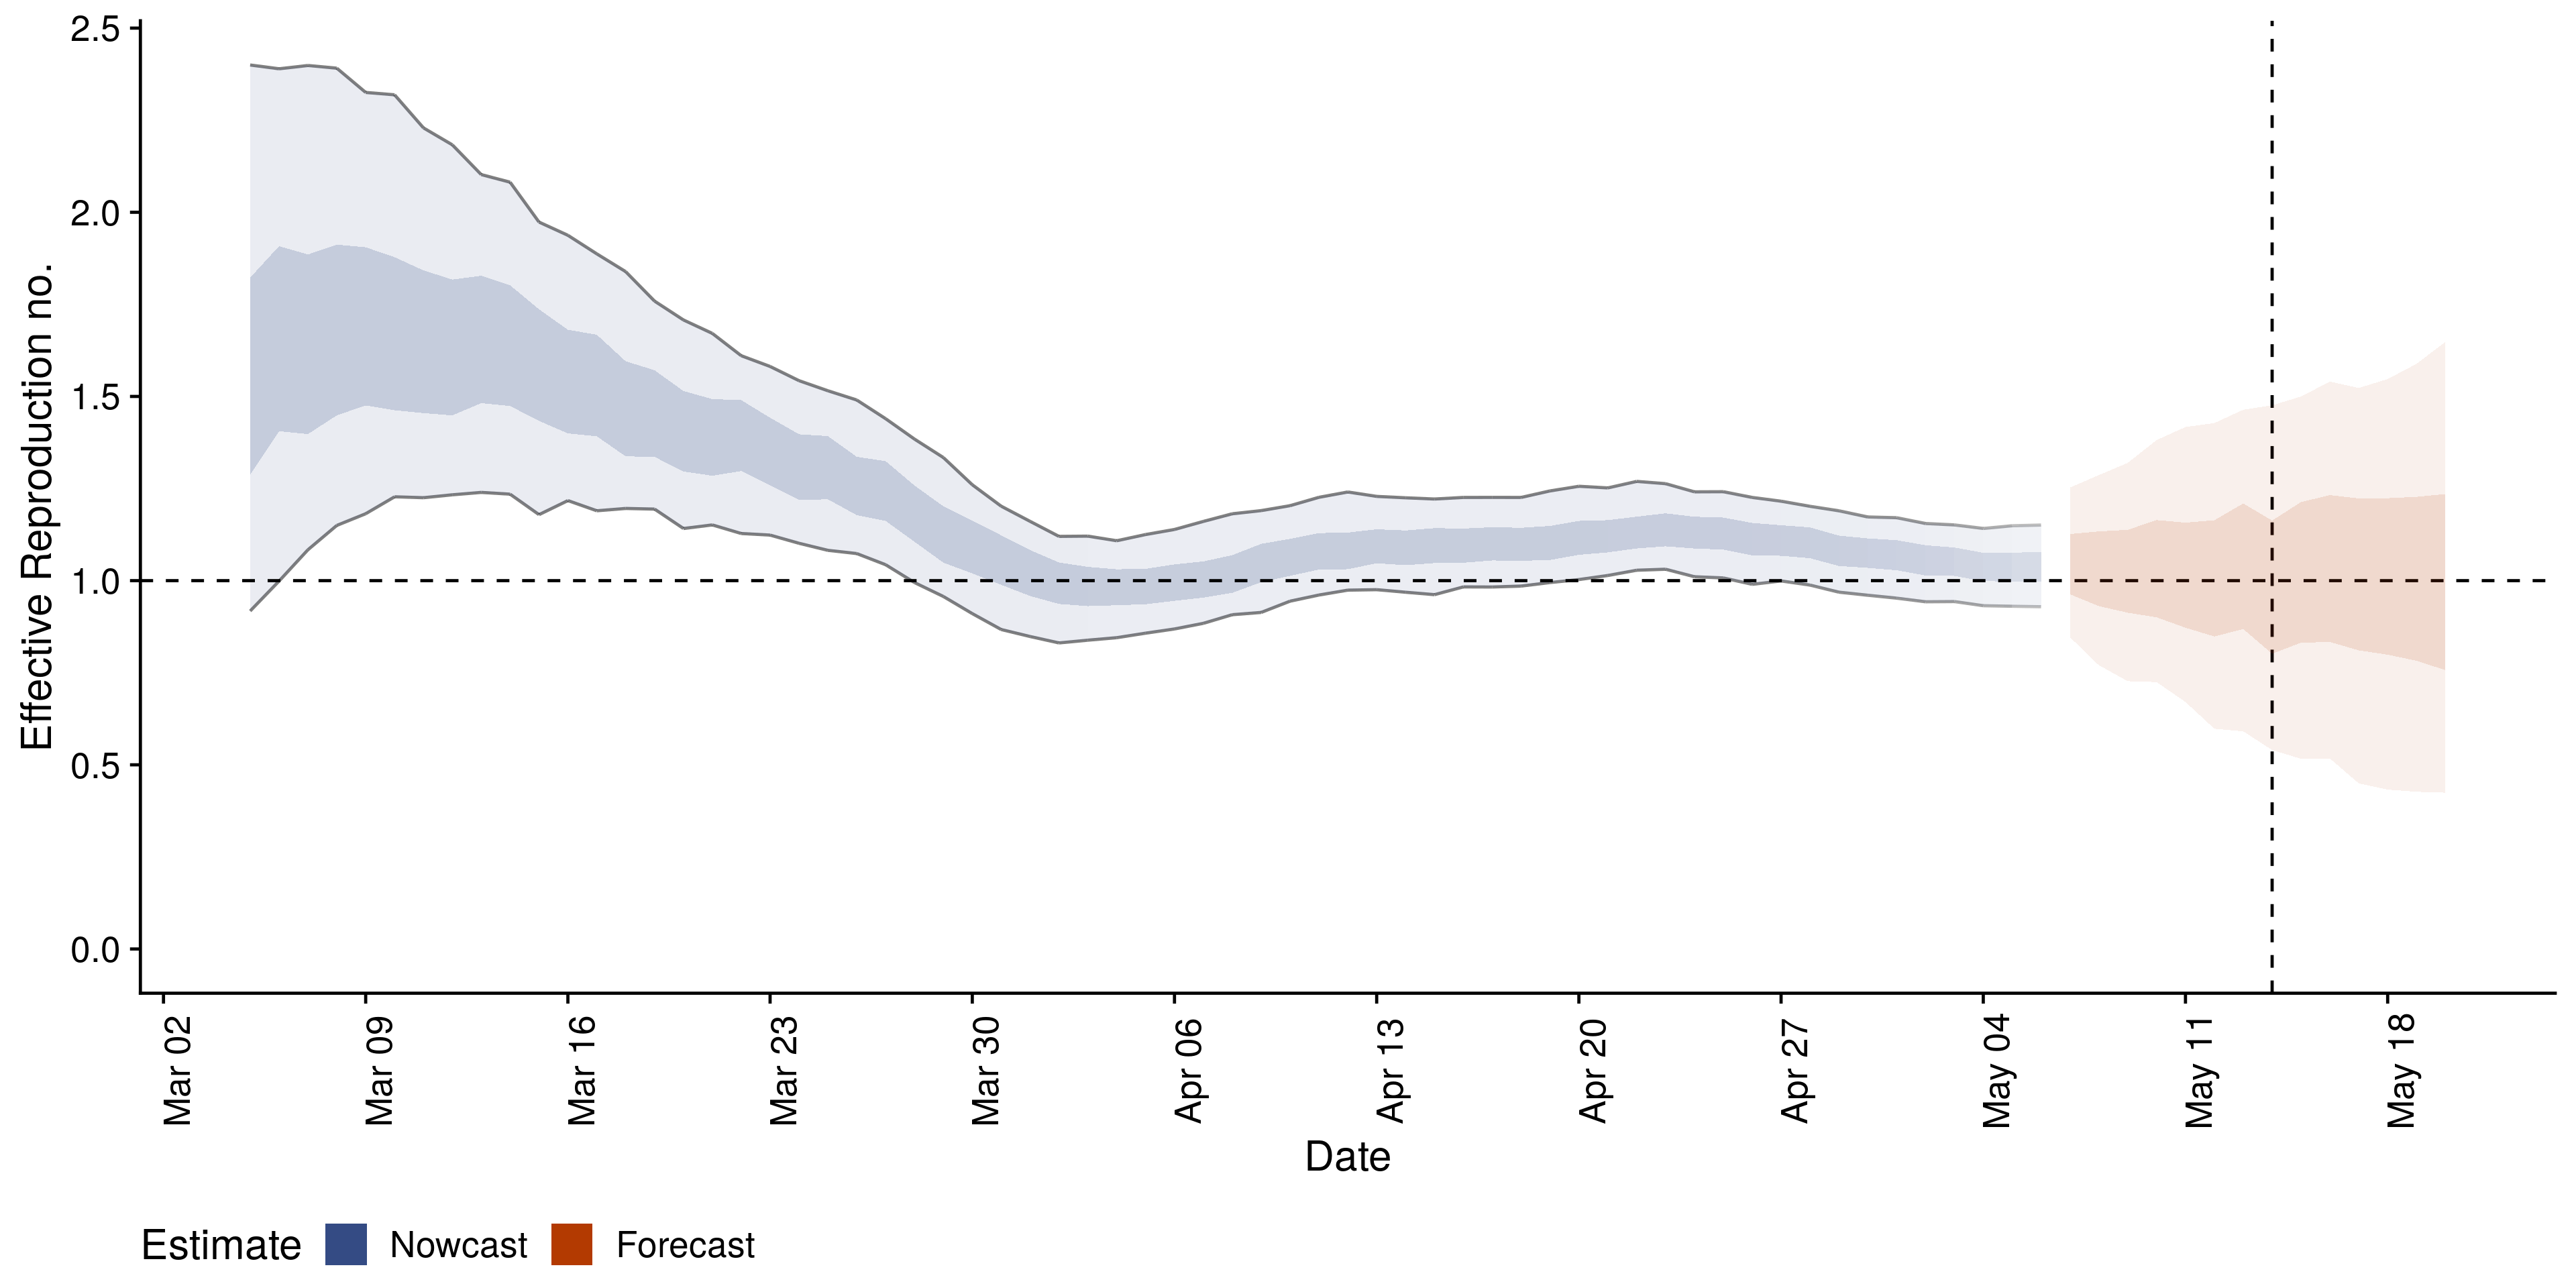 Effective Reproduction no.
2.5
2.0
1.5
1.0
0.5
0.0
Mar 02
Mar 09
Mar 16
Mar 23
Mar 30
Apr 06
Apr 13
Apr 20
Apr 27
May 04
May 11
May 18
Date
Estimate Nowcast Forecast